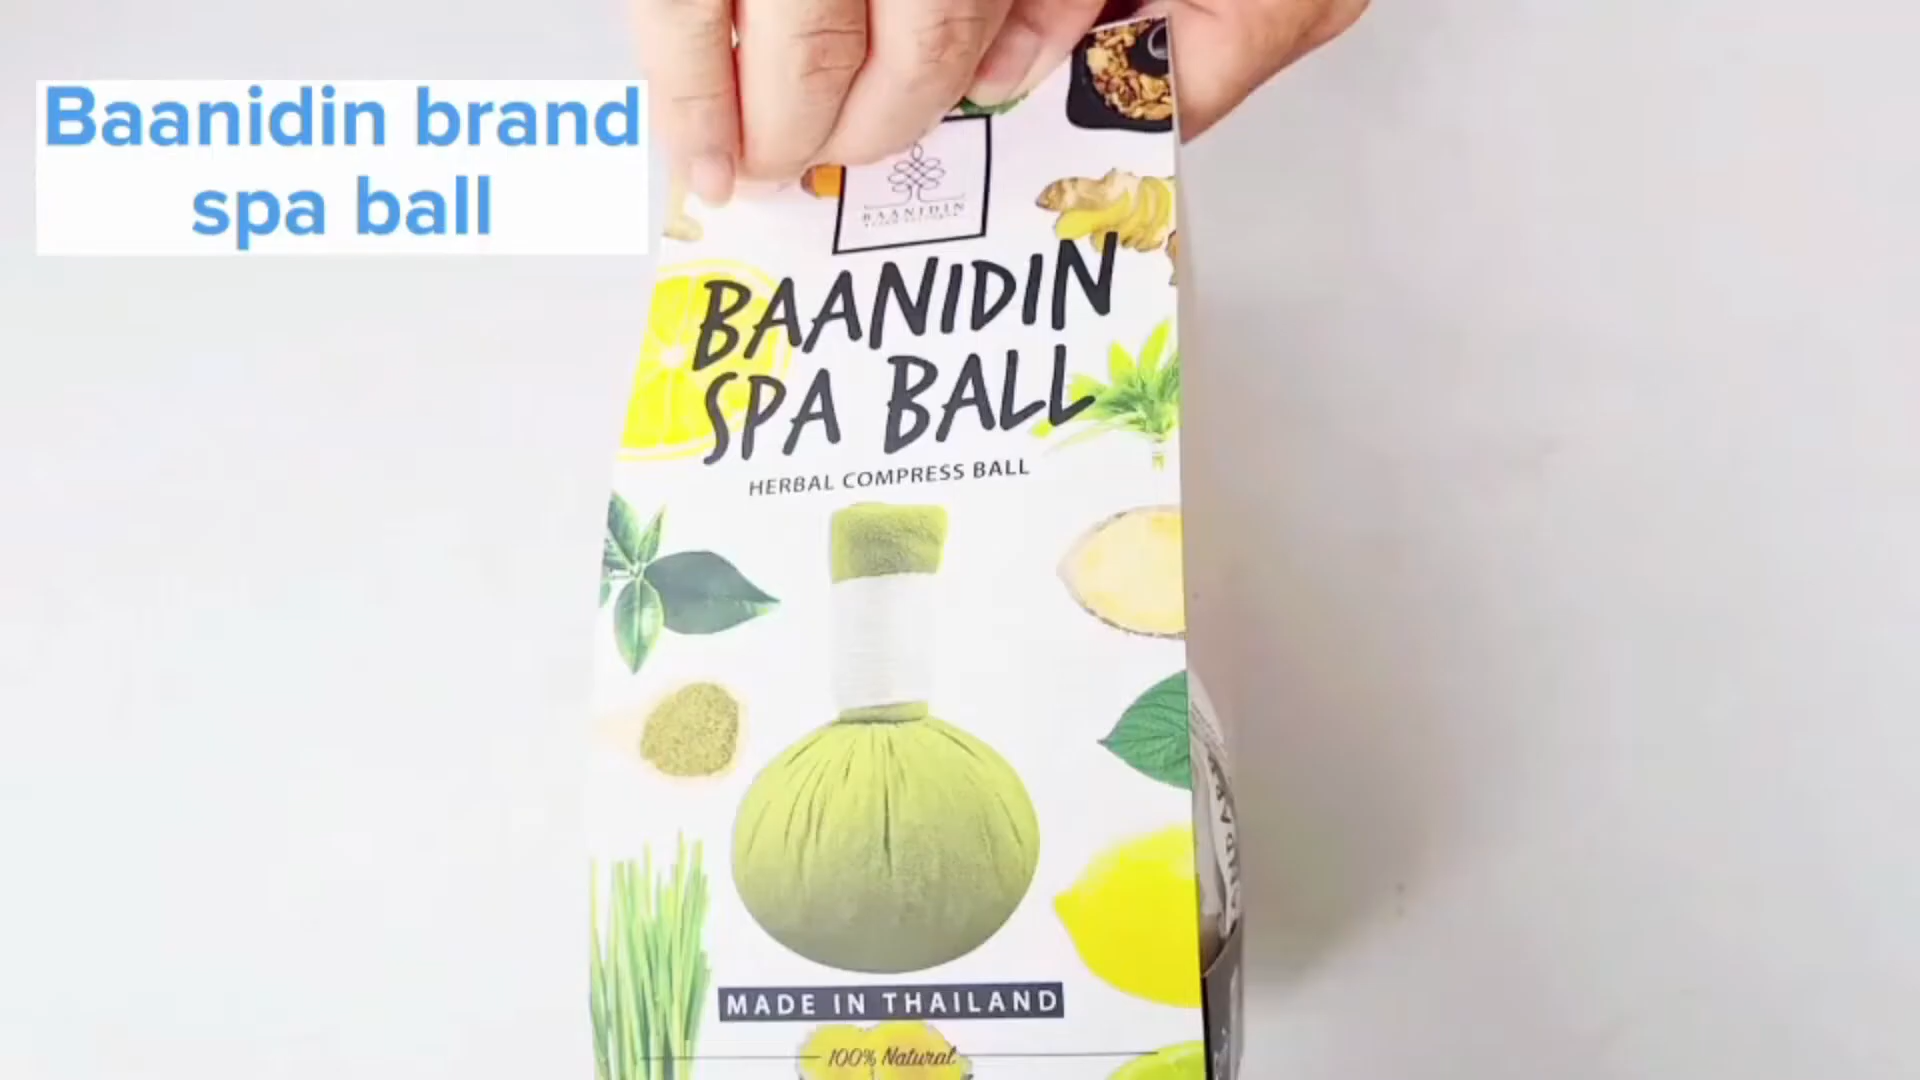 Baanidin brand
spa ball
BAANIDIN
BAANIDIN
SPA BALL
HERBAL COMPRESS BALL
MADE IN THAILAND
100% Natural